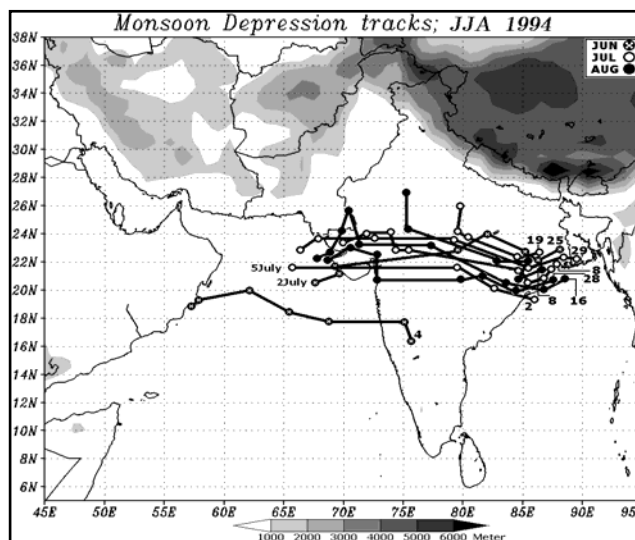 Monsoon Depression tracks; JJA 1994
38N
36N
34N
32N
30N
28N
26N
24N
22N
20N
18N
16N
14N
12N
10N
8N
6N
JUN
JUL
AUG
19 25
29
8
28
16
8
2
5July
2July
4
45E 50E 55E 60E 65E 70E 75E 80E 85E 90E 95E
1000 2000 3000 4000 5000 6000 Meter